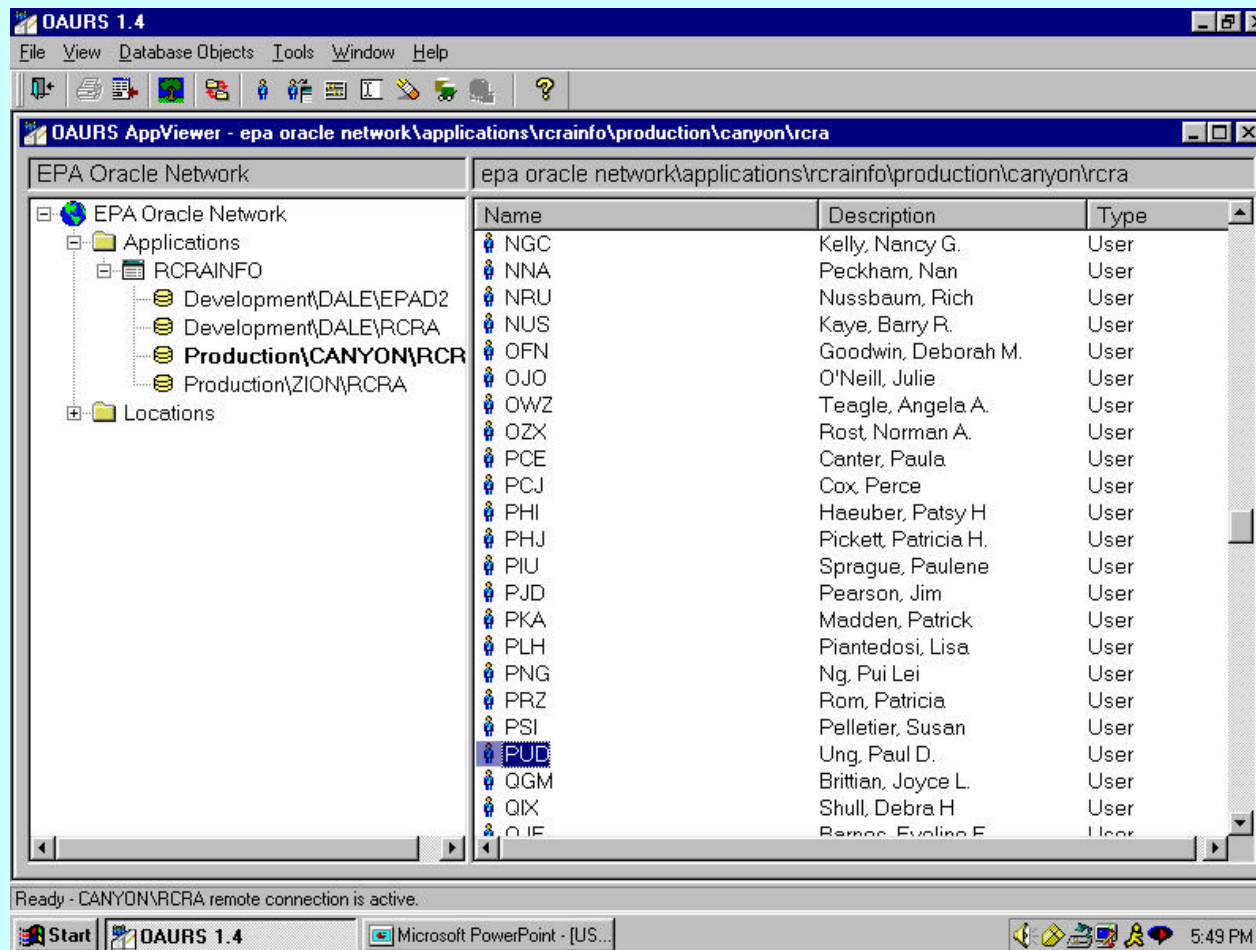 OAURS 1.4
File View Database Objects Tools Window Help
OAURS AppViewer - epa oracle network\applications\rcrainfo\production\canyon\rcra
EPA Oracle Network
epa oracle network\applications\rcrainfo\production\canyon\rcra
EPA Oracle Network
Applications
RCRAINFO
Development\DALE\EPAD2
Development\DALE\RCRA
Production\CANYON\RCR
Production\ZION\RCRA
Locations
Name Description Type
NGC Kelly, Nancy G. User
NNA Peckham, Nan User
NRU Nussbaum, Rich User
NUS Kaye, Barry R. User
OFN Goodwin, Deborah M. User
OJO O'Neill, Julie User
OWZ Teagle, Angela A. User
OZX Rost, Norman A. User
PCE Canter, Paula User
PCJ Cox, Perce User
PHI Haeuber, Patsy H User
PHJ Pickett, Patricia H. User
PIU Sprague, Paulene User
PJD Pearson, Jim User
PKA Madden, Patrick User
PLH Piantedosi, Lisa User
PNG Ng, Pui Lei User
PRZ Rom, Patricia User
PSI Pelletier, Susan User
PUD Ung, Paul D. User
QGM Brittian, Joyce L. User
QIX Shull, Debra H User
User
Ready - CANYON\RCRA remote connection is active.
Start OAURS 1.4 Microsoft PowerPoint - [US... 5:49 PM